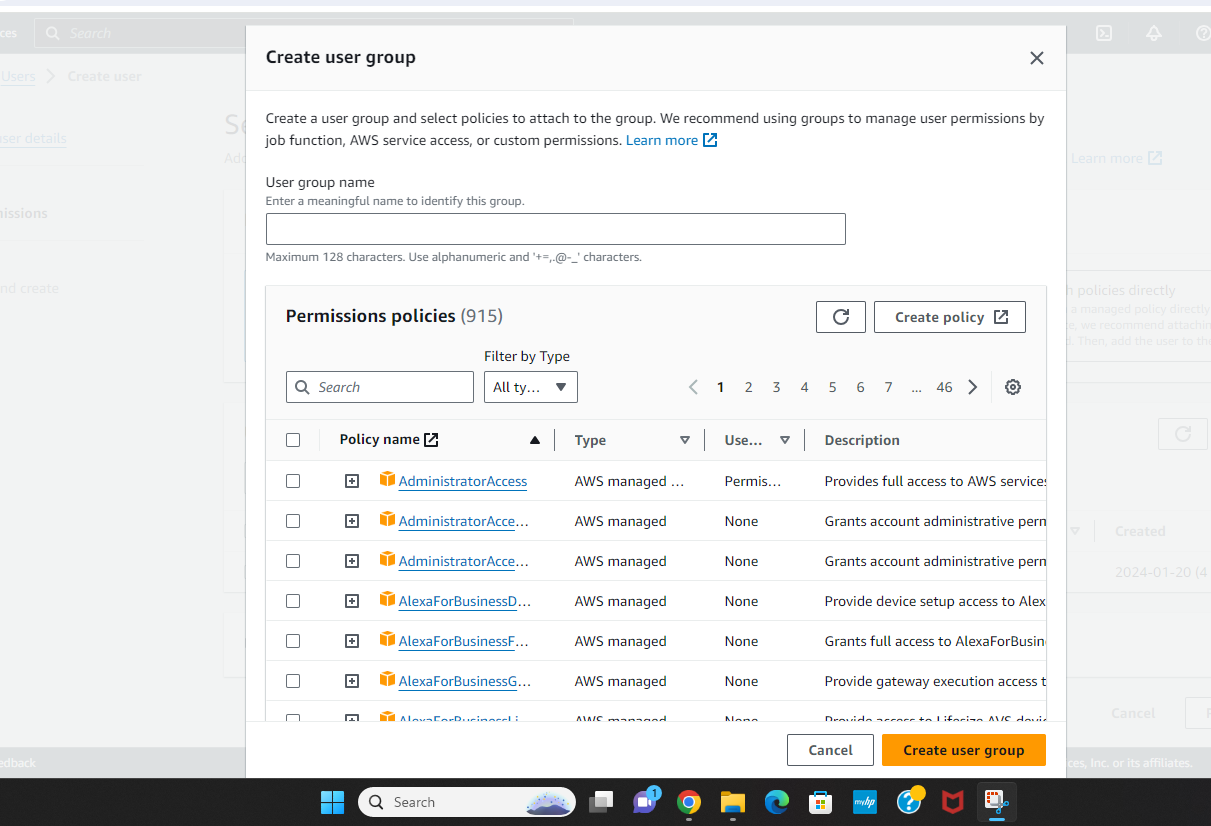 ces
Search
Create user group
Users
Create user
Create a user group and select policies to attach to the group. We recommend using groups to manage user permissions by
job function, AWS service access, or custom permissions. Learn more
ser details
Se
Add
Learn more
User group name
Enter a meaningful name to identify this group.
Maximum 128 characters. Use alphanumeric and '+=,.@-_' characters.
issions
nd create
h policies directly
a managed policy directly
e, we recommend attachin
d. Then, add the user to the
Permissions policies (915)
Create policy
Filter by Type
Search
All ty...
1 2 3 4 5 6 7 ... 46
Policy name Type Use... Description
AdministratorAccess AWS managed ... Permis... Provides full access to AWS services
AdministratorAcce... AWS managed None Grants account administrative perm
AdministratorAcce... AWS managed None Grants account administrative perm
AlexaForBusinessD... AWS managed None Provide device setup access to Alex
AlexaForBusinessF... AWS managed None Grants full access to AlexaForBusin
AlexaForBusinessG... AWS managed None Provide gateway execution access t
AlexaForBusinessLi AWS managed None Provide access to Lifesize AVS devi
Created
2024-01-20 (4
Cancel
Cancel
Create user group
edback
ces, Inc. or its affiliates.
Search
1
myhp